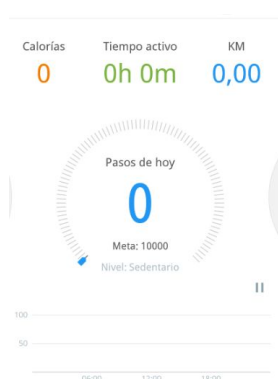 Calorías Tiempo activo KM
0 0h 0m 0,00
Pasos de hoy
0
Meta: 10000
Nivel: Sedentario
100
50
06:00 12:00 18:00